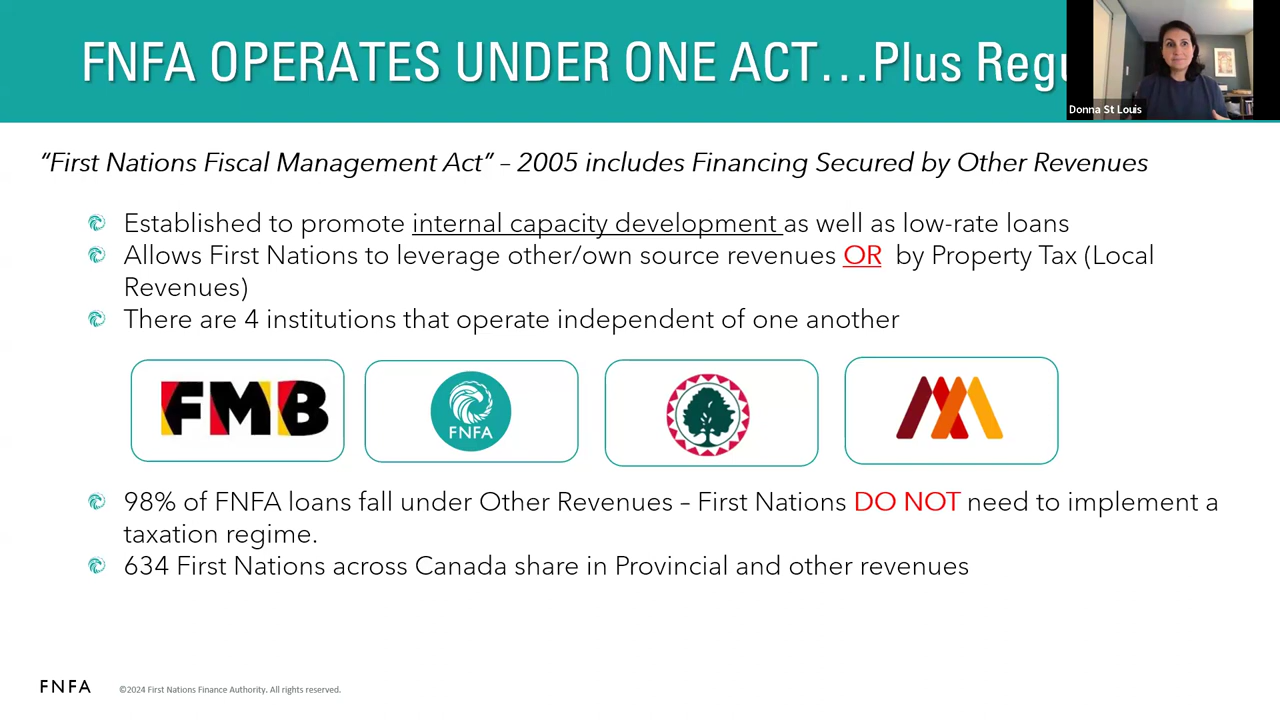 FNFA OPERATES UNDER ONE ACT...Plus
Donna St Louis
“First Nations Fiscal Management Act” – 2005 includes Financing Secured by Other Revenues
Established to promote internal capacity development as well as low-rate loans
Allows First Nations to leverage other/own source revenues OR by Property Tax (Local
Revenues)
There are 4 institutions that operate independent of one another
FMB
FNFA
98% of FNFA loans fall under Other Revenues – First Nations DO NOT need to implement a
taxation regime.
634 First Nations across Canada share in Provincial and other revenues
FNFA
©2024 First Nations Finance Authority. All rights reserved.